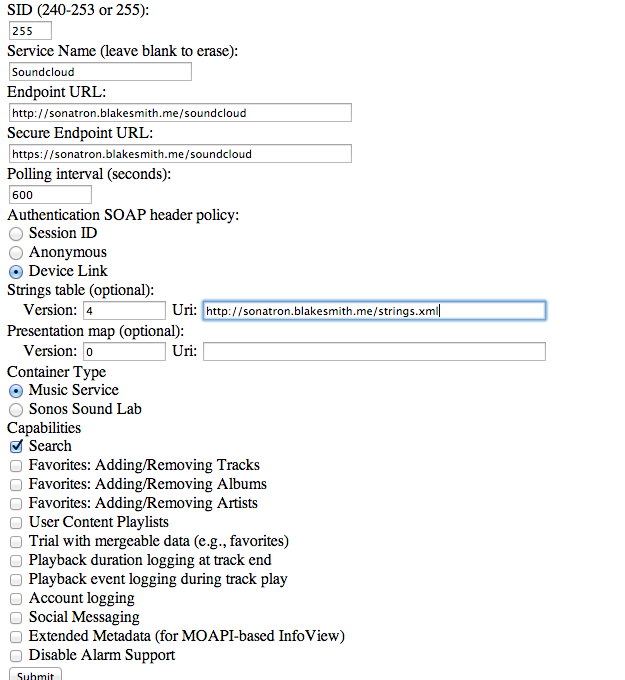 SID (240-253 or 255):
255
Service Name (leave blank to erase):
Soundcloud
Endpoint URL:
http://sonatron.blakesmith.me/soundcloud
Secure Endpoint URL:
https://sonatron.blakesmith.me/soundcloud
Polling interval (seconds):
600
Authentication SOAP header policy:
Session ID
Anonymous
Device Link
Strings table (optional):
Version: 4 Uri: http://sonatron.blakesmith.me/strings.xml
Presentation map (optional):
Version: 0 Uri:
Container Type
Music Service
Sonos Sound Lab
Capabilities
Search
Favorites: Adding/Removing Tracks
Favorites: Adding/Removing Albums
Favorites: Adding/Removing Artists
User Content Playlists
Trial with mergeable data (e.g., favorites)
Playback duration logging at track end
Playback event logging during track play
Account logging
Social Messaging
Extended Metadata (for MOAPI-based InfoView)
Disable Alarm Support
Submit